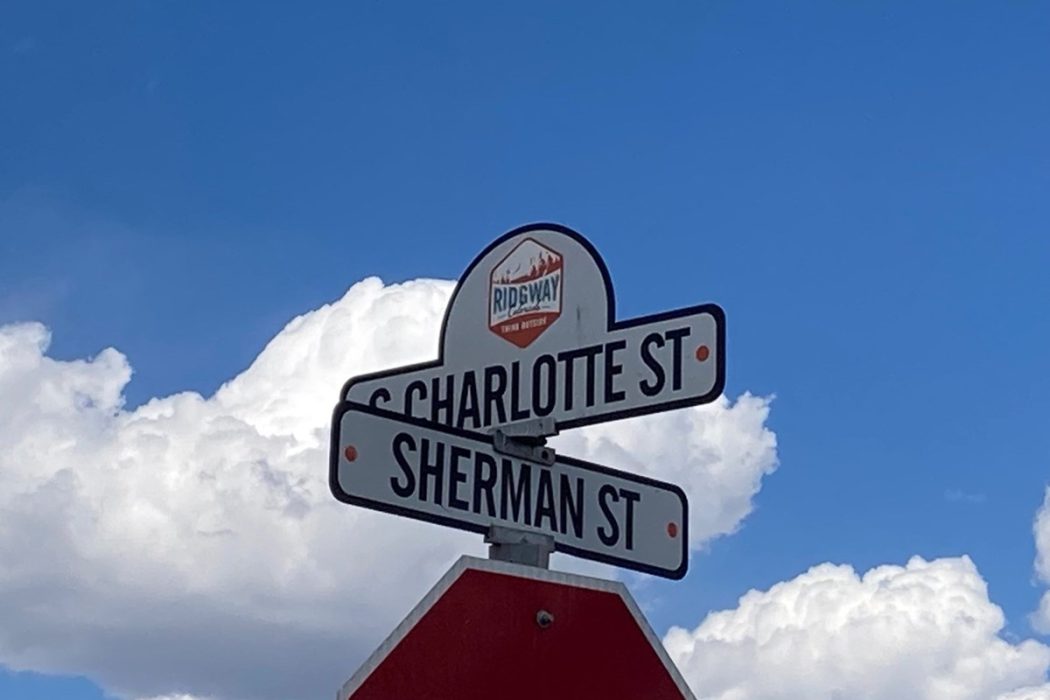 RIDGWAY
Colorado
THINK OUTSIDE
S CHARLOTTE ST
SHERMAN ST